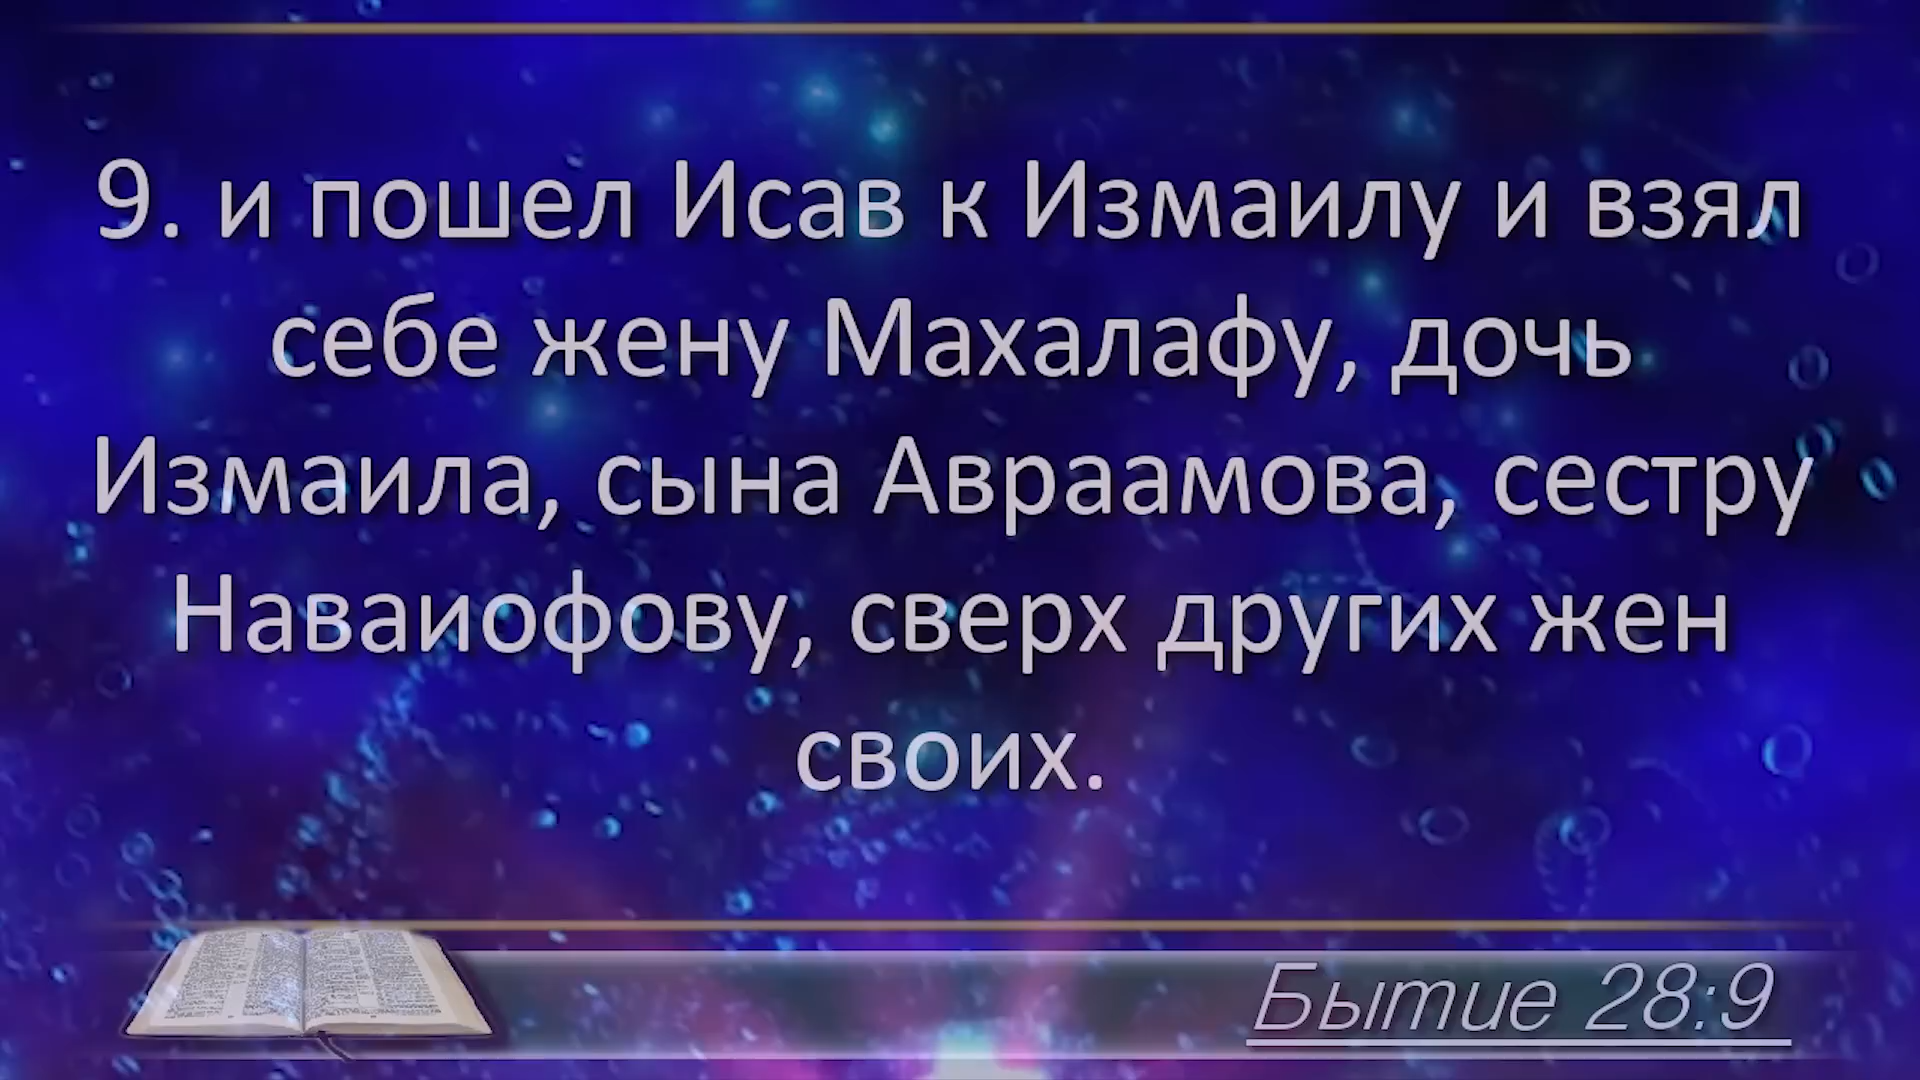 9. и пошел Исав к Измаилу и взял
себе жену Махалафу, дочь
Измаила, сына Авраамова, сестру
Наваиофову, сверх других жен
своих.
Бытие 28:9